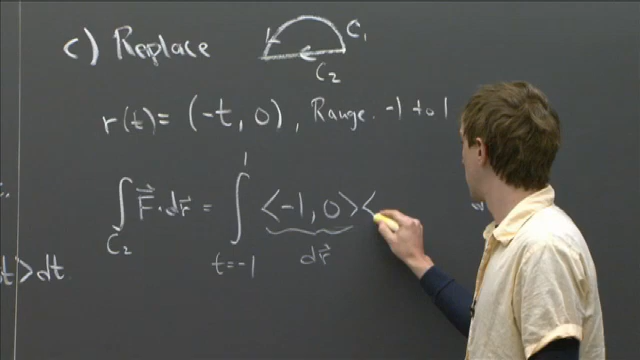 c) Replace
C₁
C₂
r(t) = (-t, 0), Range -1 to 1
∫_{C₂} F⃗ · dr⃗ = ∫_{t=-1}^{1} <-1, 0> <
dr⃗
t > dt